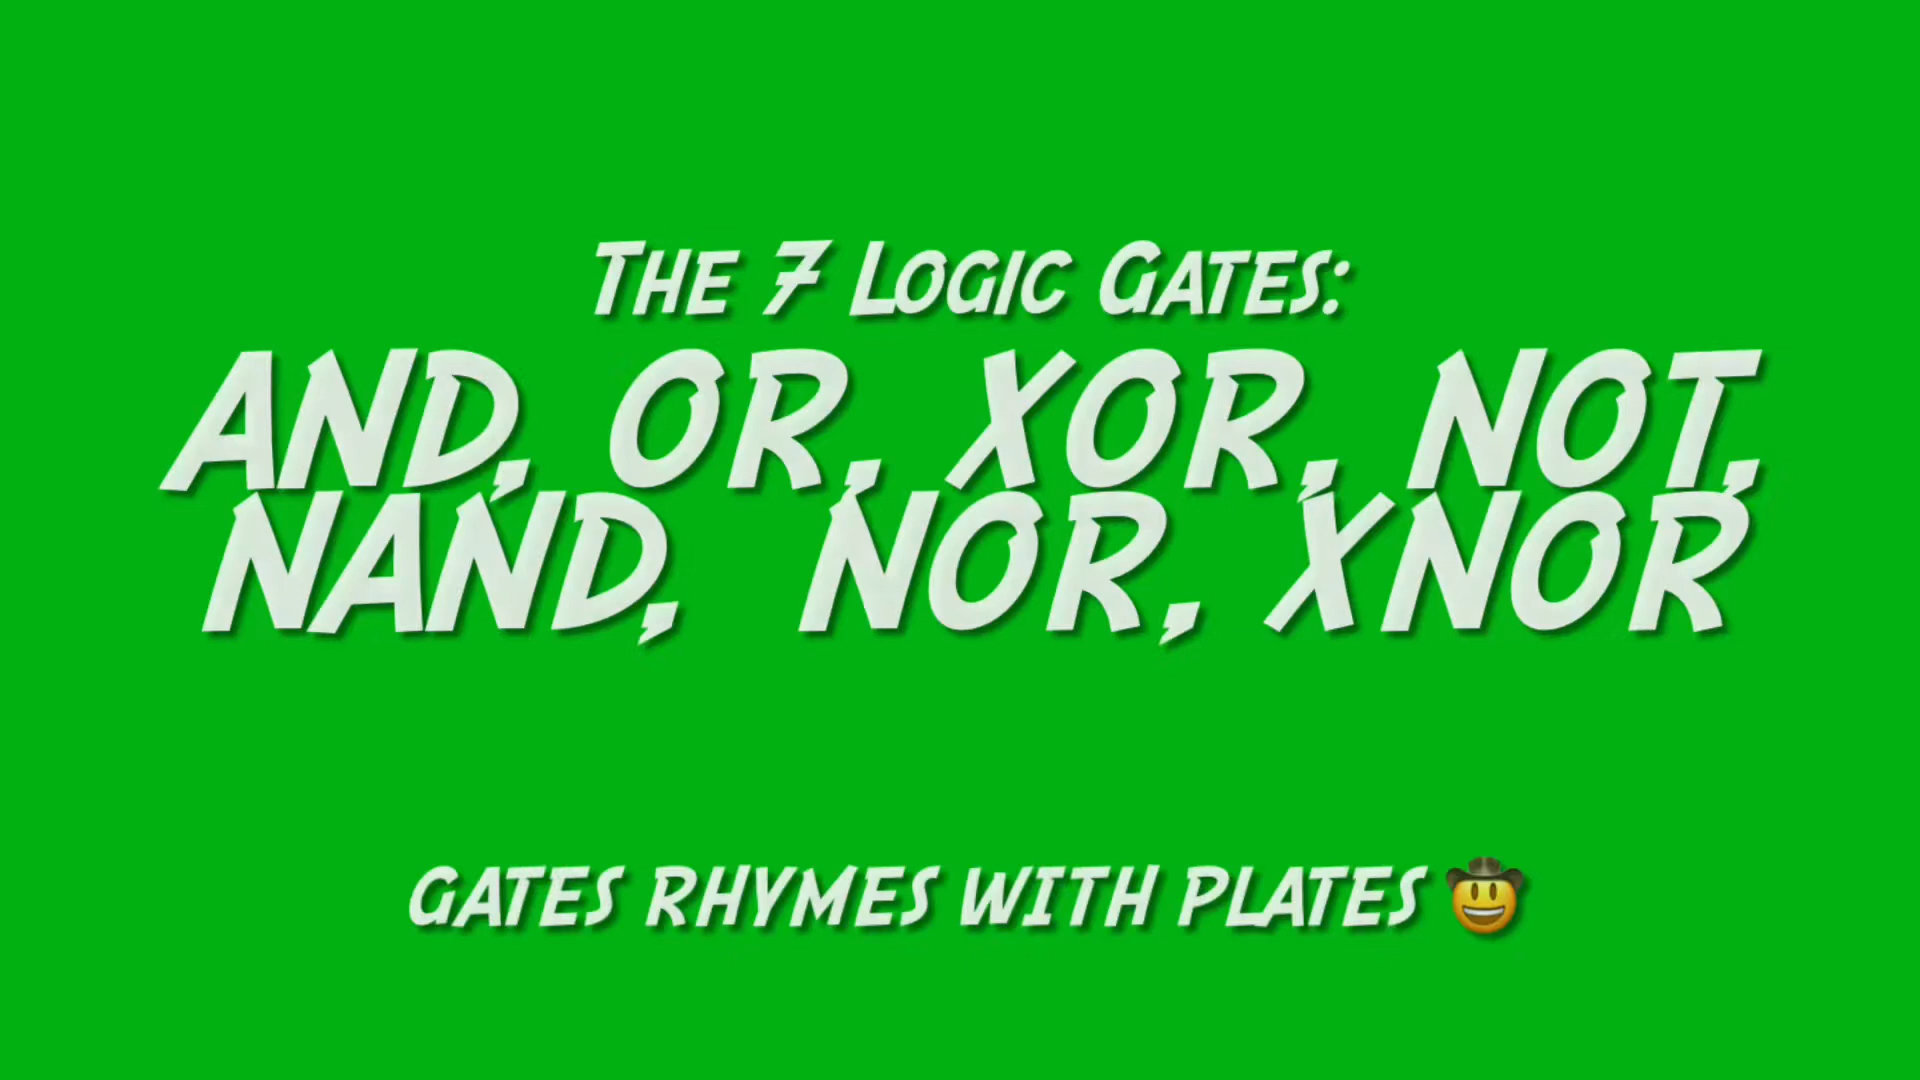 The 7 Logic Gates:
AND, OR, XOR, NOT,
NAND, NOR, XNOR
GATES RHYMES WITH PLATES 🤠